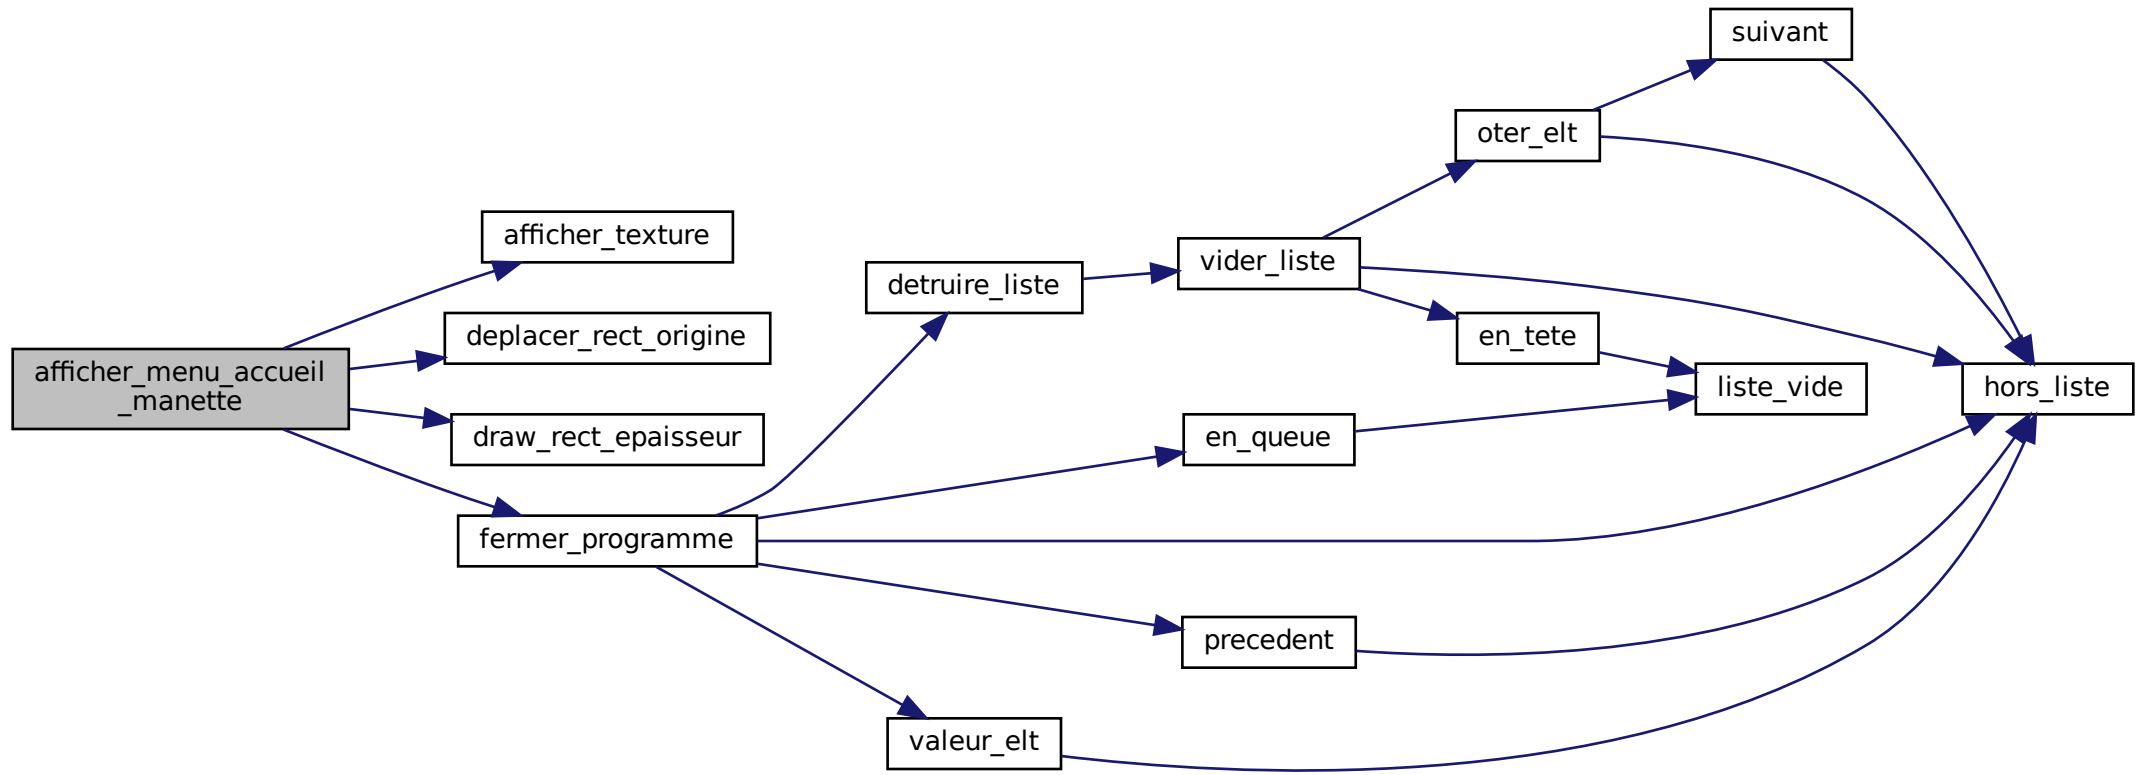 suivant
oter_elt
afficher_texture
vider_liste
detruire_liste
deplacer_rect_origine
en_tete
afficher_menu_accueil
_manette
liste_vide
hors_liste
draw_rect_epaisseur
en_queue
fermer_programme
precedent
valeur_elt